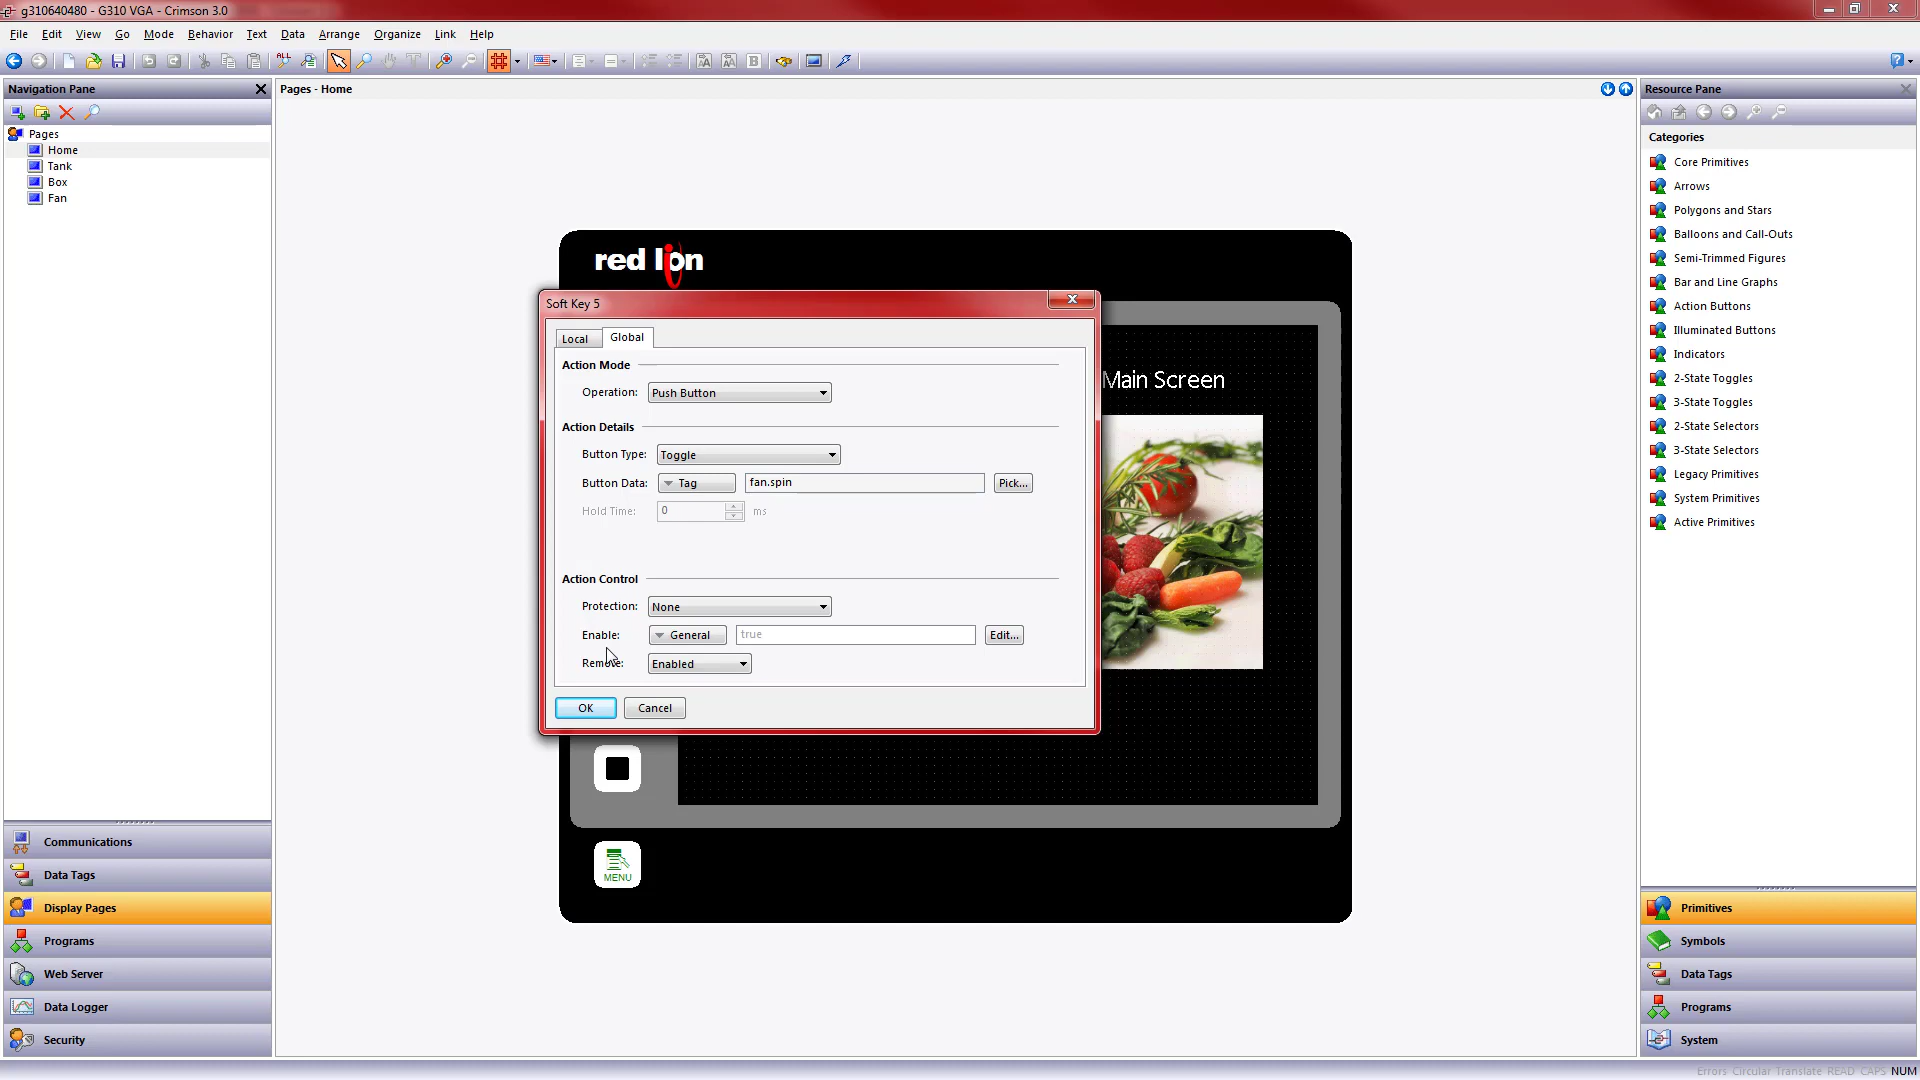 g310640480 - G310 VGA - Crimson 3.0
File Edit View Go Mode Behavior Text Data Arrange Organize Link Help
Navigation Pane
Pages
Home
Tank
Box
Fan
Communications
Data Tags
Display Pages
Programs
Web Server
Data Logger
Security
Pages - Home
red lion
Main Screen
MENU
Soft Key 5
Local Global
Action Mode
Operation: Push Button
Action Details
Button Type: Toggle
Button Data: Tag fan.spin Pick...
Hold Time: 0 ms
Action Control
Protection: None
Enable: General true Edit...
Remove: Enabled
OK Cancel
Resource Pane
Categories
Core Primitives
Arrows
Polygons and Stars
Balloons and Call-Outs
Semi-Trimmed Figures
Bar and Line Graphs
Action Buttons
Illuminated Buttons
Indicators
2-State Toggles
3-State Toggles
2-State Selectors
3-State Selectors
Legacy Primitives
System Primitives
Active Primitives
Primitives
Symbols
Data Tags
Programs
System
Errors Circular Translate READ CAPS NUM